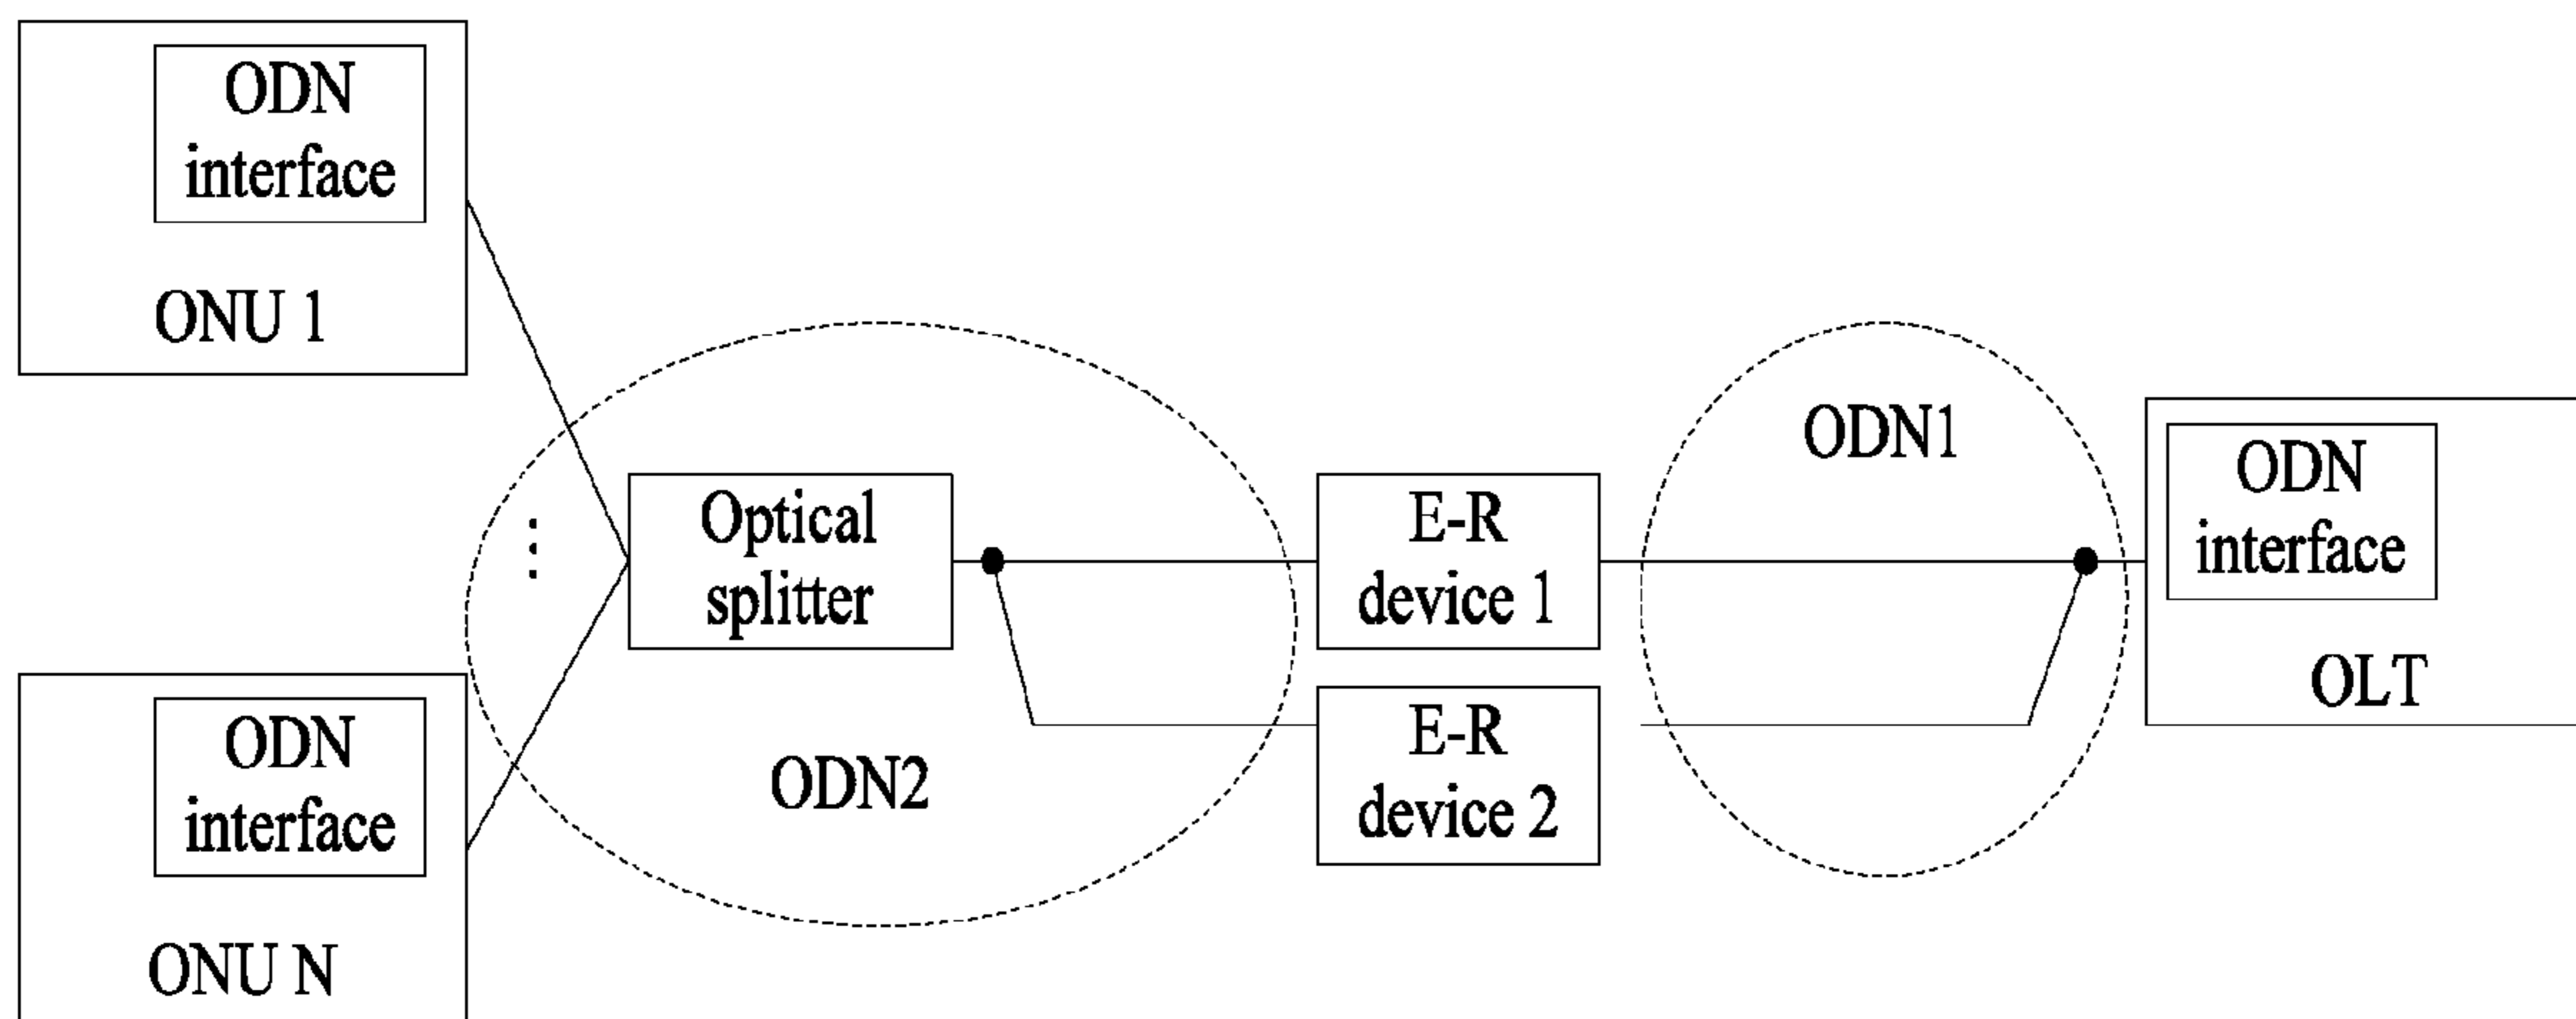 ODN
interface
ONU 1
⋮
ODN
interface
ONU N
Optical
splitter
ODN2
E-R
device 1
E-R
device 2
ODN1
ODN
interface
OLT